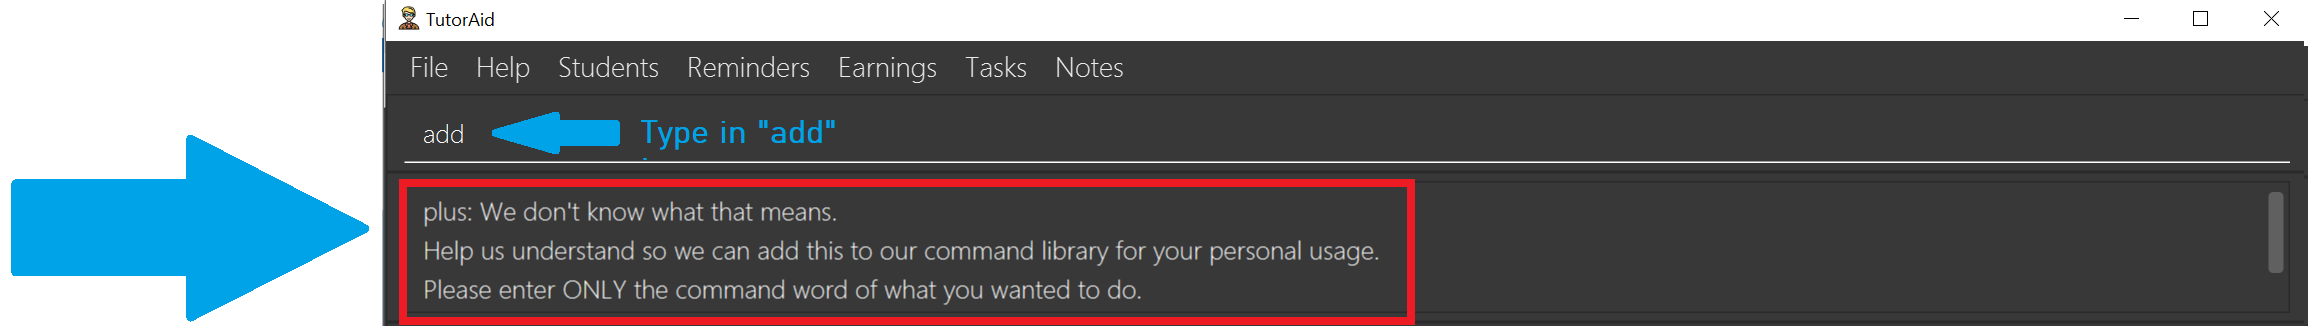 TutorAid
File Help Students Reminders Earnings Tasks Notes
add Type in "add"
plus: We don't know what that means.
Help us understand so we can add this to our command library for your personal usage.
Please enter ONLY the command word of what you wanted to do.